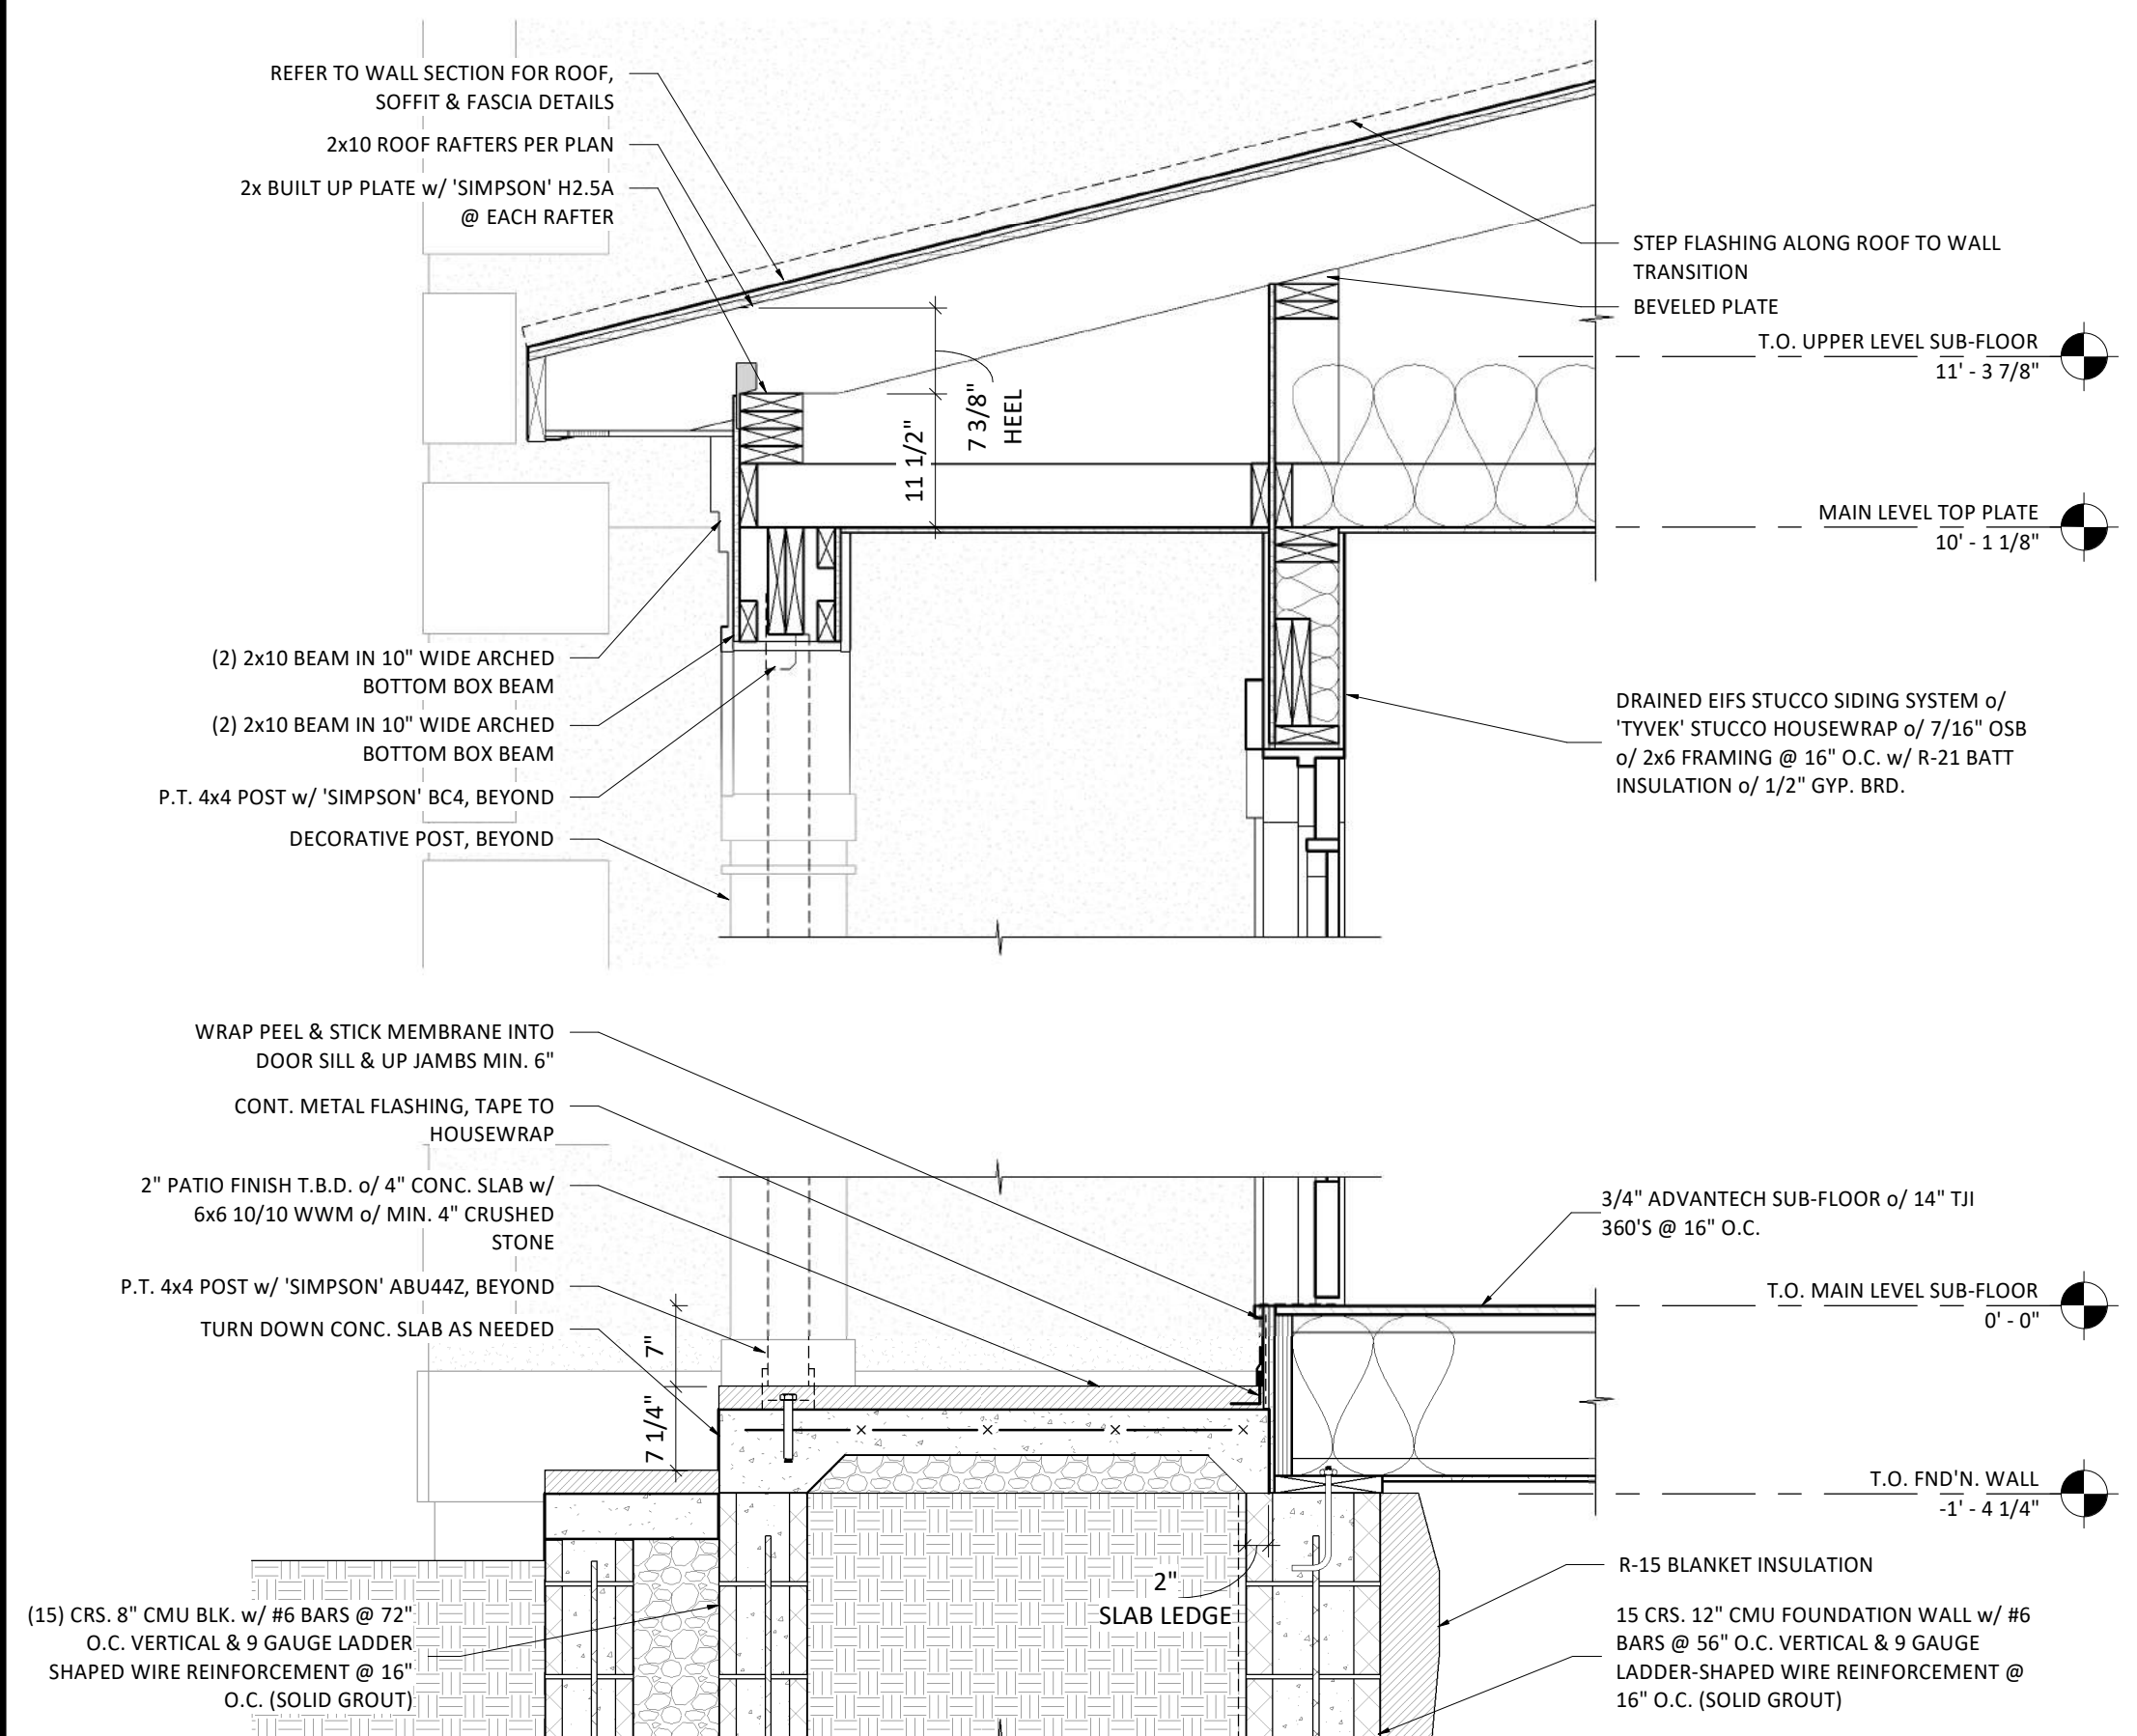 REFER TO WALL SECTION FOR ROOF,
SOFFIT & FASCIA DETAILS
2x10 ROOF RAFTERS PER PLAN
2x BUILT UP PLATE w/ 'SIMPSON' H2.5A
@ EACH RAFTER
STEP FLASHING ALONG ROOF TO WALL
TRANSITION
BEVELED PLATE
T.O. UPPER LEVEL SUB-FLOOR
11' - 3 7/8"
7 3/8"
HEEL
11 1/2"
MAIN LEVEL TOP PLATE
10' - 1 1/8"
(2) 2x10 BEAM IN 10" WIDE ARCHED
BOTTOM BOX BEAM
(2) 2x10 BEAM IN 10" WIDE ARCHED
BOTTOM BOX BEAM
P.T. 4x4 POST w/ 'SIMPSON' BC4, BEYOND
DECORATIVE POST, BEYOND
DRAINED EIFS STUCCO SIDING SYSTEM o/
'TYVEK' STUCCO HOUSEWRAP o/ 7/16" OSB
o/ 2x6 FRAMING @ 16" O.C. w/ R-21 BATT
INSULATION o/ 1/2" GYP. BRD.
WRAP PEEL & STICK MEMBRANE INTO
DOOR SILL & UP JAMBS MIN. 6"
CONT. METAL FLASHING, TAPE TO
HOUSEWRAP
2" PATIO FINISH T.B.D. o/ 4" CONC. SLAB w/
6x6 10/10 WWM o/ MIN. 4" CRUSHED
STONE
P.T. 4x4 POST w/ 'SIMPSON' ABU44Z, BEYOND
TURN DOWN CONC. SLAB AS NEEDED
7"
7 1/4"
3/4" ADVANTECH SUB-FLOOR o/ 14" TJI
360'S @ 16" O.C.
T.O. MAIN LEVEL SUB-FLOOR
0' - 0"
T.O. FND'N. WALL
-1' - 4 1/4"
2"
SLAB LEDGE
R-15 BLANKET INSULATION
(15) CRS. 8" CMU BLK. w/ #6 BARS @ 72"
O.C. VERTICAL & 9 GAUGE LADDER
SHAPED WIRE REINFORCEMENT @ 16"
O.C. (SOLID GROUT)
15 CRS. 12" CMU FOUNDATION WALL w/ #6
BARS @ 56" O.C. VERTICAL & 9 GAUGE
LADDER-SHAPED WIRE REINFORCEMENT @
16" O.C. (SOLID GROUT)